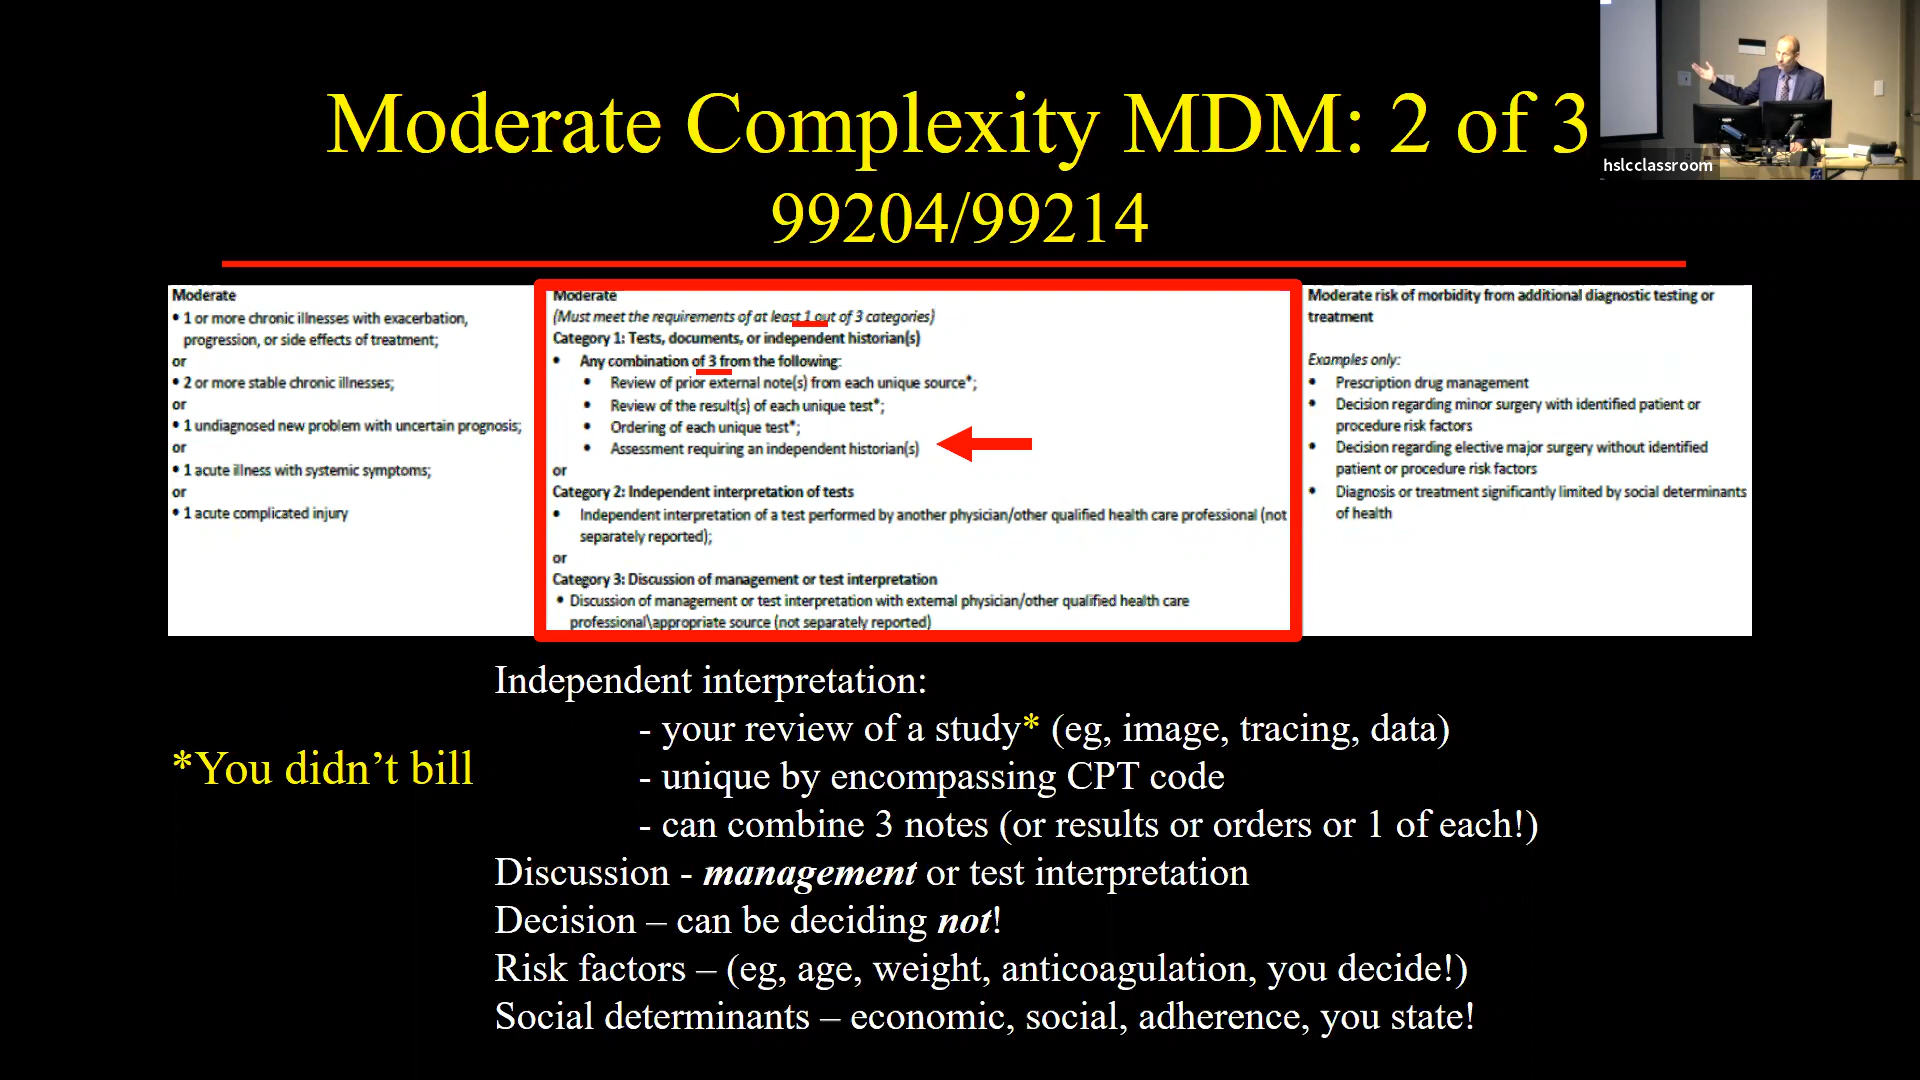 Moderate Complexity MDM: 2 of 3
99204/99214
hslcclassroom
Moderate
• 1 or more chronic illnesses with exacerbation,
progression, or side effects of treatment;
or
• 2 or more stable chronic illnesses;
or
• 1 undiagnosed new problem with uncertain prognosis;
or
• 1 acute illness with systemic symptoms;
or
• 1 acute complicated injury
Moderate
(Must meet the requirements of at least 1 out of 3 categories)
Category 1: Tests, documents, or independent historian(s)
• Any combination of 3 from the following:
• Review of prior external note(s) from each unique source*;
• Review of the result(s) of each unique test*;
• Ordering of each unique test*;
• Assessment requiring an independent historian(s)
or
Category 2: Independent interpretation of tests
• Independent interpretation of a test performed by another physician/other qualified health care professional (not
separately reported);
or
Category 3: Discussion of management or test interpretation
• Discussion of management or test interpretation with external physician/other qualified health care
professional\appropriate source (not separately reported)
Moderate risk of morbidity from additional diagnostic testing or
treatment
Examples only:
• Prescription drug management
• Decision regarding minor surgery with identified patient or
procedure risk factors
• Decision regarding elective major surgery without identified
patient or procedure risk factors
• Diagnosis or treatment significantly limited by social determinants
of health
*You didn't bill
Independent interpretation:
- your review of a study* (eg, image, tracing, data)
- unique by encompassing CPT code
- can combine 3 notes (or results or orders or 1 of each!)
Discussion - management or test interpretation
Decision – can be deciding not!
Risk factors – (eg, age, weight, anticoagulation, you decide!)
Social determinants – economic, social, adherence, you state!